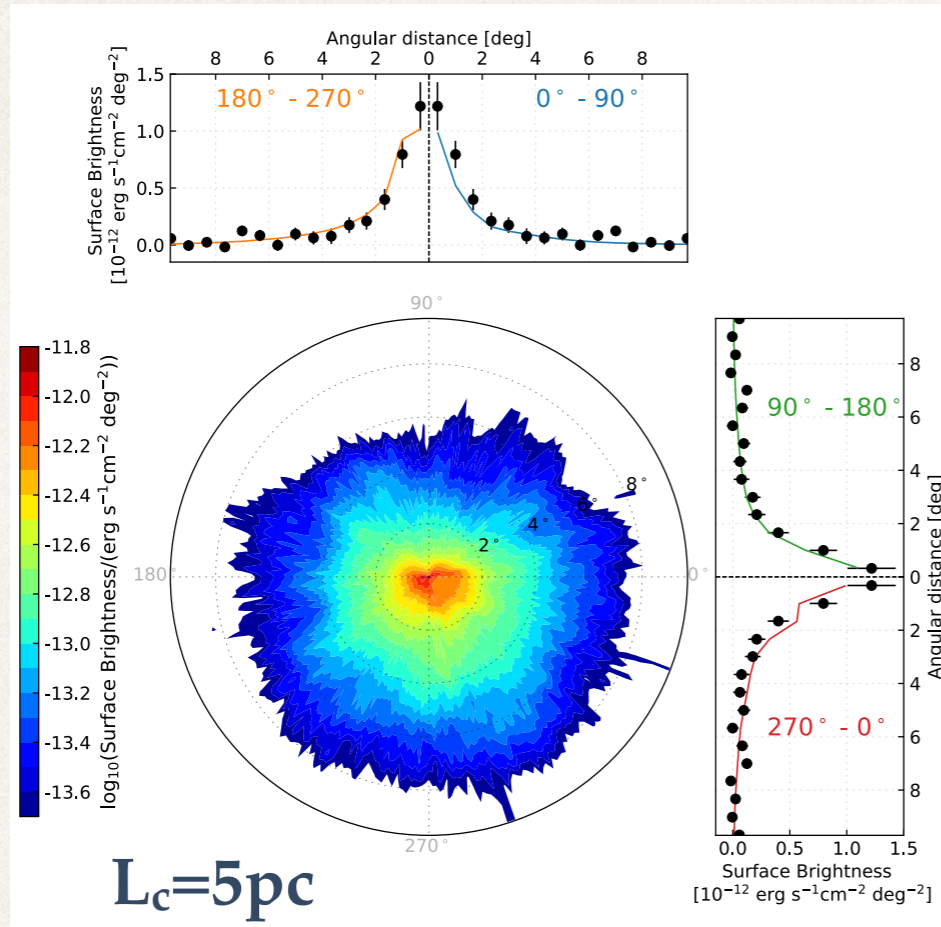 Angular distance [deg]
8 6 4 2 0 2 4 6 8
Surface Brightness
[10⁻¹² erg s⁻¹cm⁻² deg⁻²]
1.5
1.0
0.5
0.0
180° - 270°
0° - 90°
90°
-11.8
-12.0
-12.2
-12.4
-12.6
-12.8
-13.0
-13.2
-13.4
-13.6
log₁₀(Surface Brightness/(erg s⁻¹cm⁻² deg⁻²))
180°
0°
2°
4°
6°
8°
270°
90° - 180°
270° - 0°
8
6
4
2
0
2
4
6
8
Angular distance [deg]
0.0 0.5 1.0 1.5
Surface Brightness
[10⁻¹² erg s⁻¹cm⁻² deg⁻²]
L_c=5pc